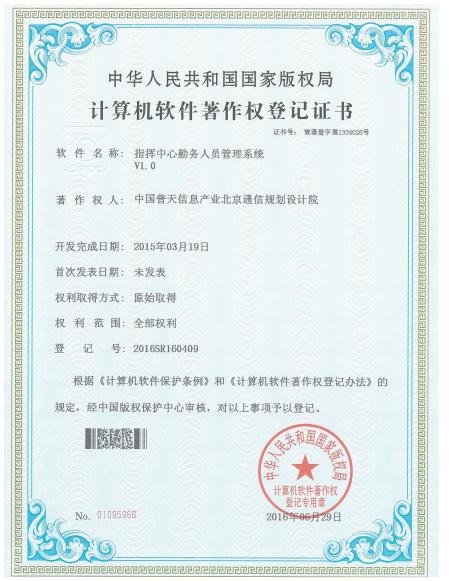 中华人民共和国国家版权局
计算机软件著作权登记证书
证书号： 软著登字第1339026号
软件名称： 指挥中心勤务人员管理系统
V1.0
著作权人： 中国普天信息产业北京通信规划设计院
开发完成日期： 2015年03月19日
首次发表日期： 未发表
权利取得方式： 原始取得
权利范围： 全部权利
登记号： 2016SR160409
根据《计算机软件保护条例》和《计算机软件著作权登记办法》的
规定，经中国版权保护中心审核，对以上事项予以登记。
中华人民共和国国家版权局
计算机软件著作权
登记专用章
No. 01095966
2016年06月29日